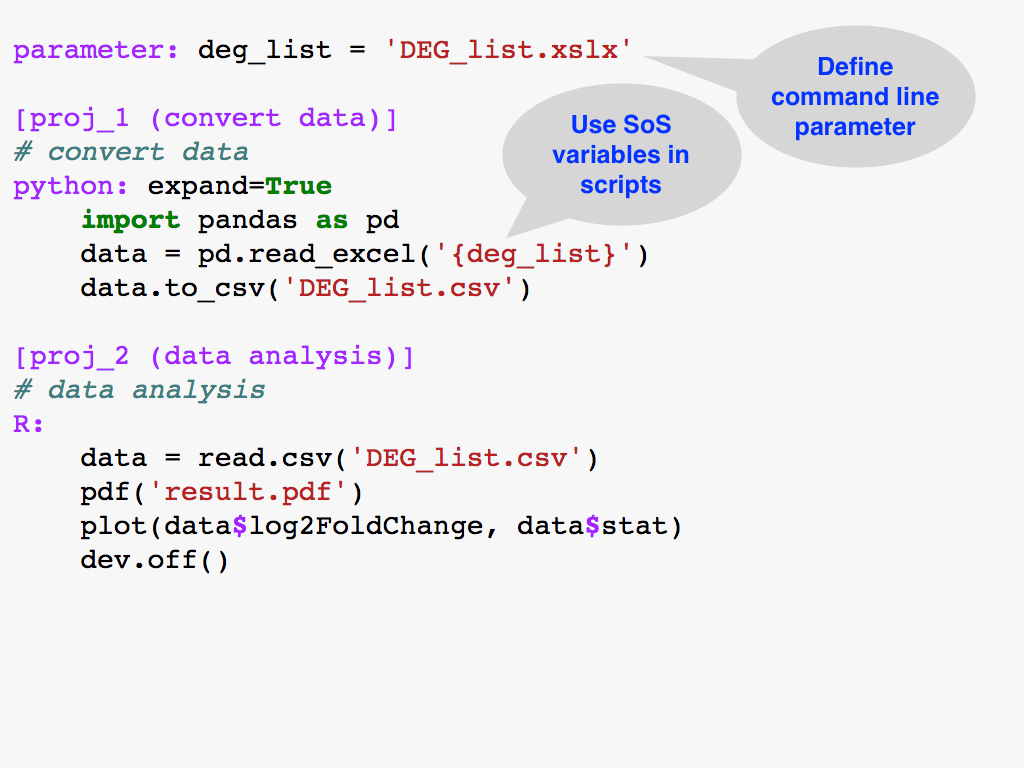 parameter: deg_list = 'DEG_list.xslx'
Define
command line
parameter
[proj_1 (convert data)]
# convert data
Use SoS
variables in
scripts
python: expand=True
    import pandas as pd
    data = pd.read_excel('{deg_list}')
    data.to_csv('DEG_list.csv')
[proj_2 (data analysis)]
# data analysis
R:
    data = read.csv('DEG_list.csv')
    pdf('result.pdf')
    plot(data$log2FoldChange, data$stat)
    dev.off()